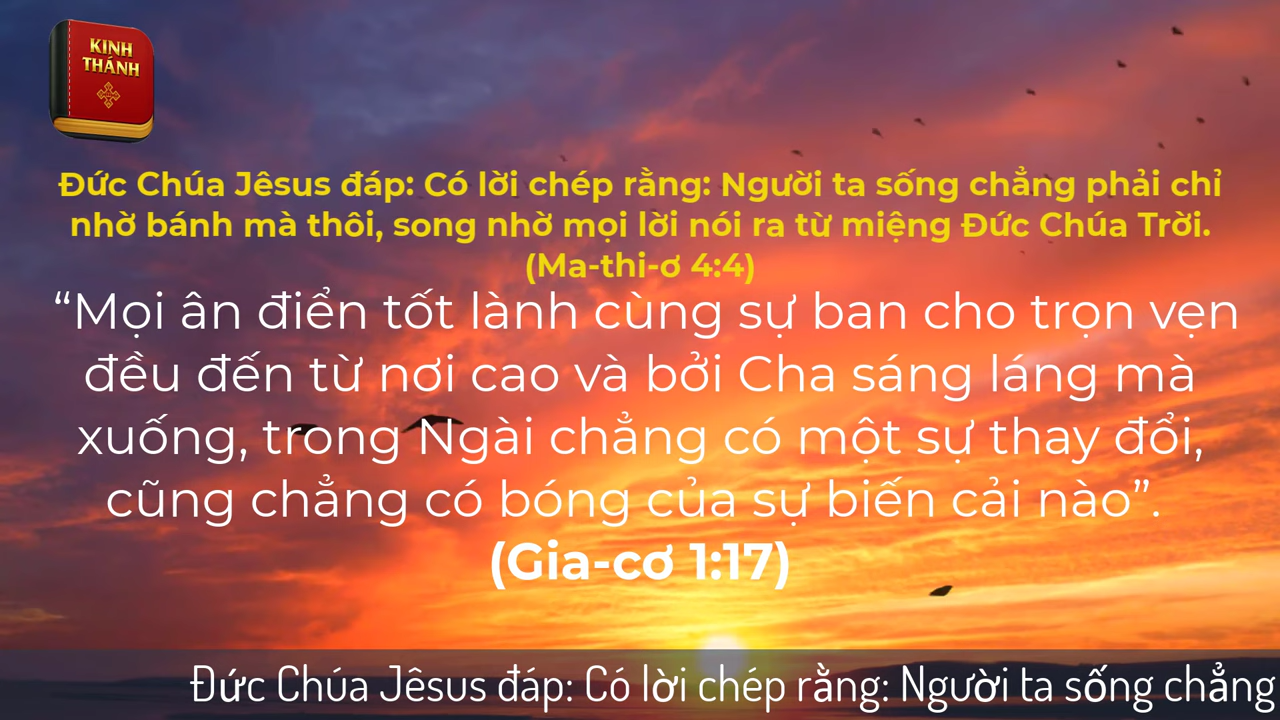 KINH
THÁNH
Đức Chúa Jêsus đáp: Có lời chép rằng: Người ta sống chẳng phải chỉ
nhờ bánh mà thôi, song nhờ mọi lời nói ra từ miệng Đức Chúa Trời.
(Ma-thi-ơ 4:4)
“Mọi ân điển tốt lành cùng sự ban cho trọn vẹn
đều đến từ nơi cao và bởi Cha sáng láng mà
xuống, trong Ngài chẳng có một sự thay đổi,
cũng chẳng có bóng của sự biến cải nào”.
(Gia-cơ 1:17)
Đức Chúa Jêsus đáp: Có lời chép rằng: Người ta sống chẳng